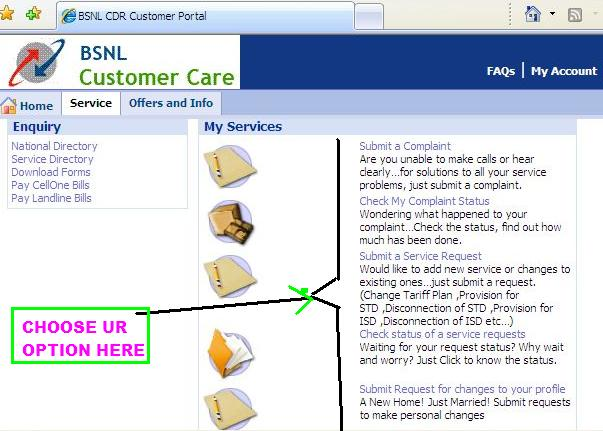 BSNL CDR Customer Portal
BSNL
Customer Care
FAQs | My Account
Home
Service
Offers and Info
Enquiry
National Directory
Service Directory
Download Forms
Pay CellOne Bills
Pay Landline Bills
My Services
Submit a Complaint
Are you unable to make calls or hear
clearly...for solutions to all your service
problems, just submit a complaint.
Check My Complaint Status
Wondering what happened to your
complaint...Check the status, find out how
much has been done.
Submit a Service Request
Would like to add new service or changes to
existing ones...just submit a request.
(Change Tariff Plan ,Provision for
STD ,Disconnection of STD ,Provision for
ISD ,Disconnection of ISD etc...)
Check status of a service requests
Waiting for your request status? Why wait
and worry? Just Click to know the status.
Submit Request for changes to your profile
A New Home! Just Married! Submit requests
to make personal changes
CHOOSE UR
OPTION HERE